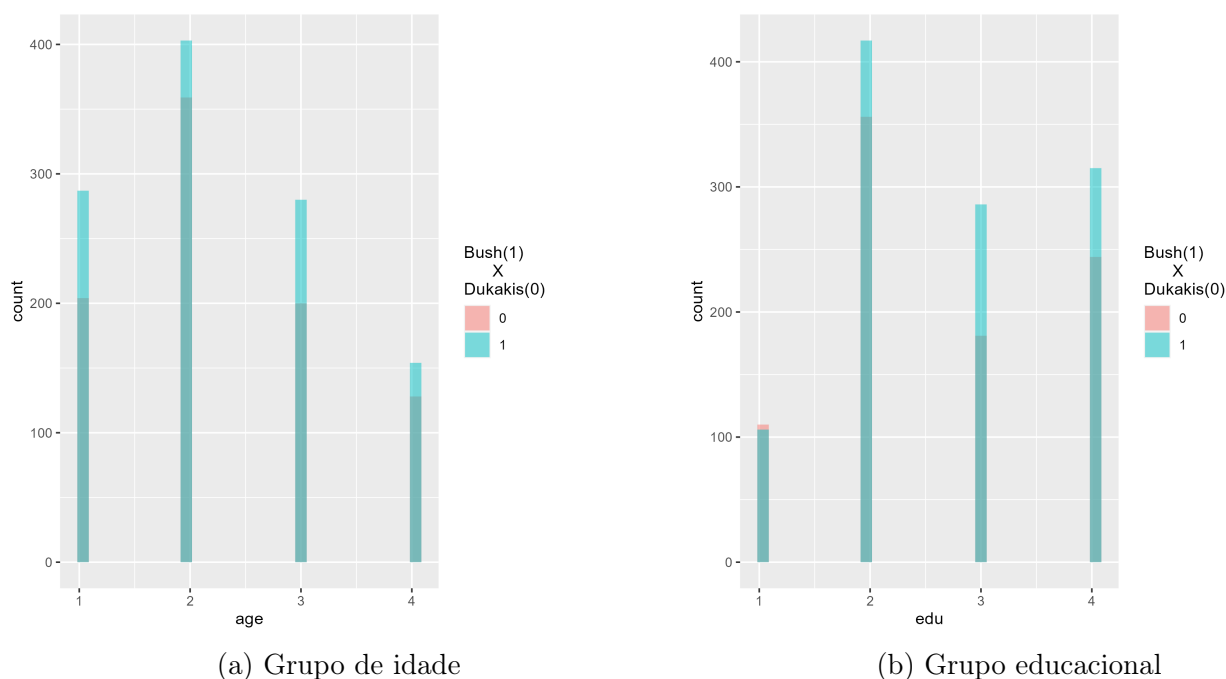 400
300
200
100
0
count
1 2 3 4
age
Bush(1)
X
Dukakis(0)
0
1
(a) Grupo de idade
400
300
200
100
0
count
1 2 3 4
edu
Bush(1)
X
Dukakis(0)
0
1
(b) Grupo educacional